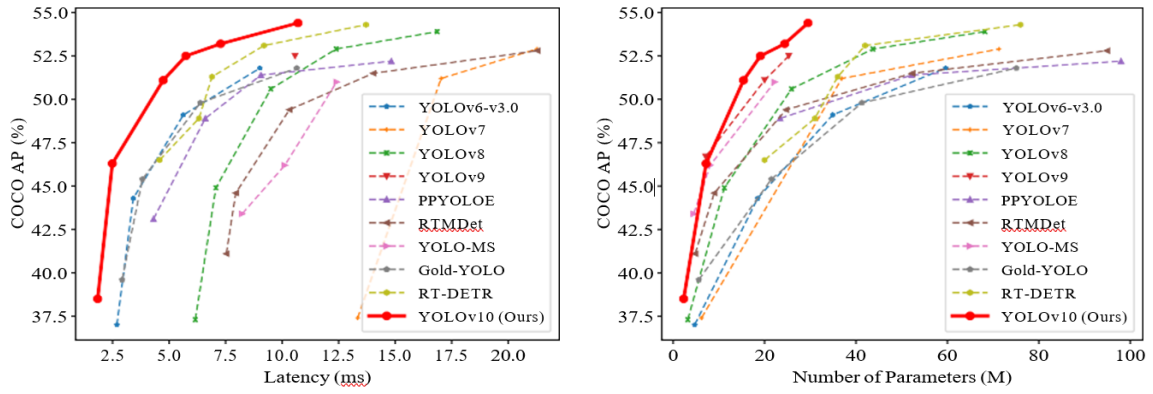 55.0
52.5
50.0
47.5
45.0
42.5
40.0
37.5
COCO AP (%)
2.5 5.0 7.5 10.0 12.5 15.0 17.5 20.0
Latency (ms)
YOLOv6-v3.0
YOLOv7
YOLOv8
YOLOv9
PPYOLOE
RTMDet
YOLO-MS
Gold-YOLO
RT-DETR
YOLOv10 (Ours)
55.0
52.5
50.0
47.5
45.0
42.5
40.0
37.5
COCO AP (%)
0 20 40 60 80 100
Number of Parameters (M)
YOLOv6-v3.0
YOLOv7
YOLOv8
YOLOv9
PPYOLOE
RTMDet
YOLO-MS
Gold-YOLO
RT-DETR
YOLOv10 (Ours)